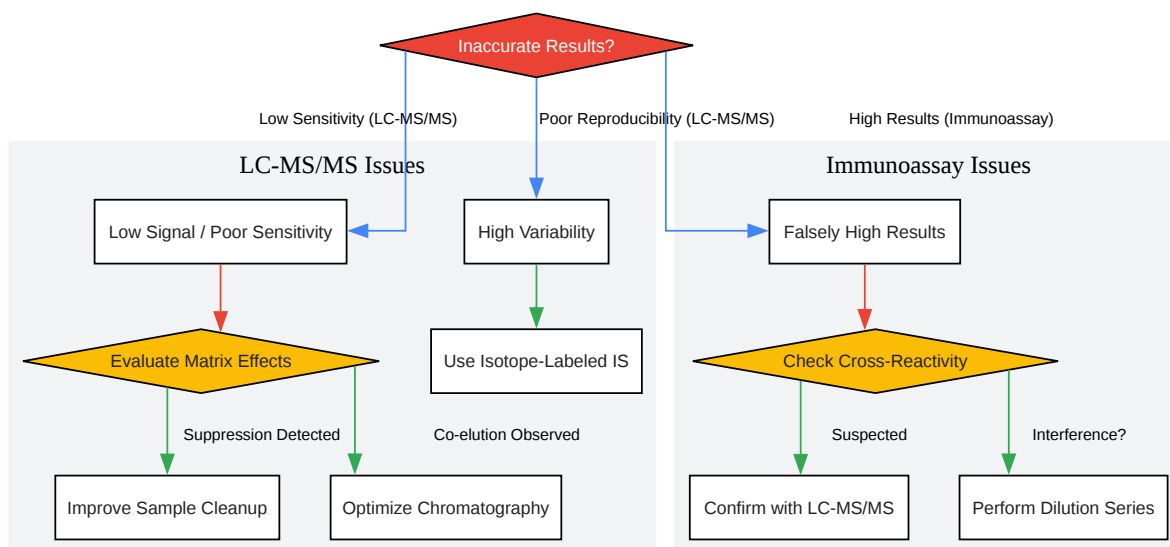 Inaccurate Results?
Low Sensitivity (LC-MS/MS)
Poor Reproducibility (LC-MS/MS)
High Results (Immunoassay)
LC-MS/MS Issues
Immunoassay Issues
Low Signal / Poor Sensitivity
High Variability
Falsely High Results
Evaluate Matrix Effects
Use Isotope-Labeled IS
Check Cross-Reactivity
Suppression Detected
Co-elution Observed
Suspected
Interference?
Improve Sample Cleanup
Optimize Chromatography
Confirm with LC-MS/MS
Perform Dilution Series